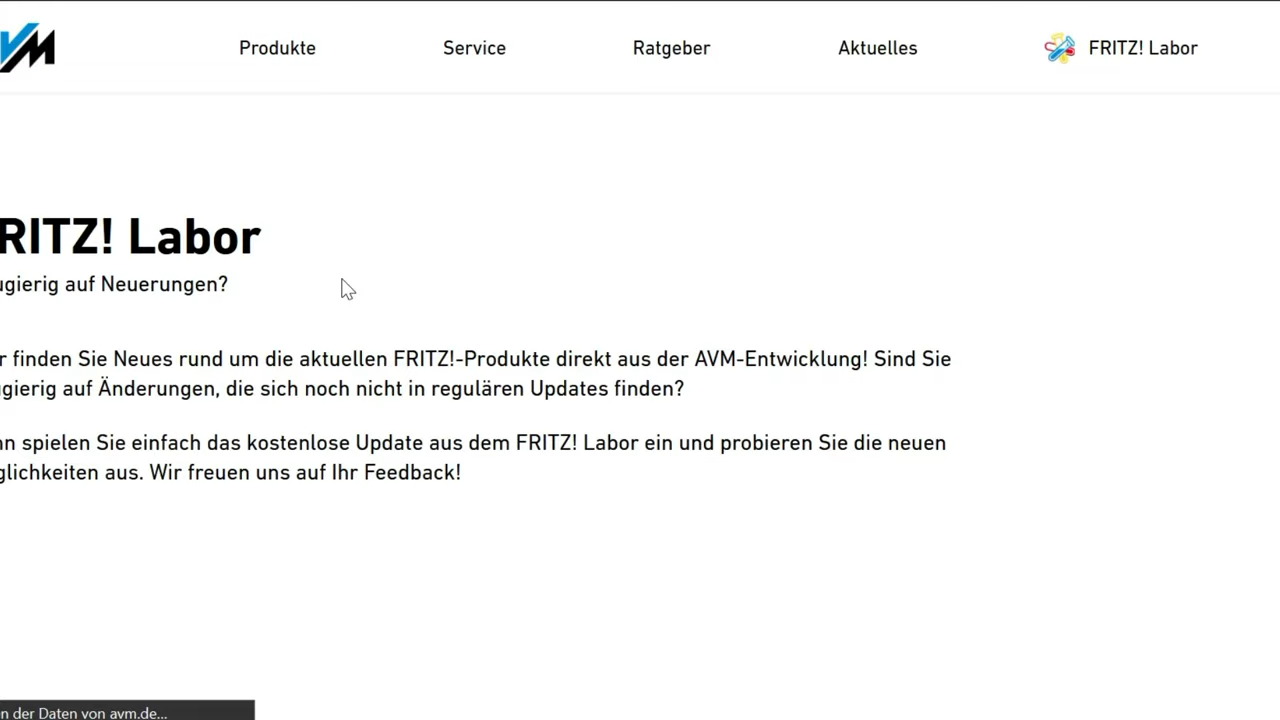 Produkte
Service
Ratgeber
Aktuelles
FRITZ! Labor
RITZ! Labor
ugierig auf Neuerungen?
r finden Sie Neues rund um die aktuellen FRITZ!-Produkte direkt aus der AVM-Entwicklung! Sind Sie
gierig auf Änderungen, die sich noch nicht in regulären Updates finden?
nn spielen Sie einfach das kostenlose Update aus dem FRITZ! Labor ein und probieren Sie die neuen
glichkeiten aus. Wir freuen uns auf Ihr Feedback!
n der Daten von avm.de...